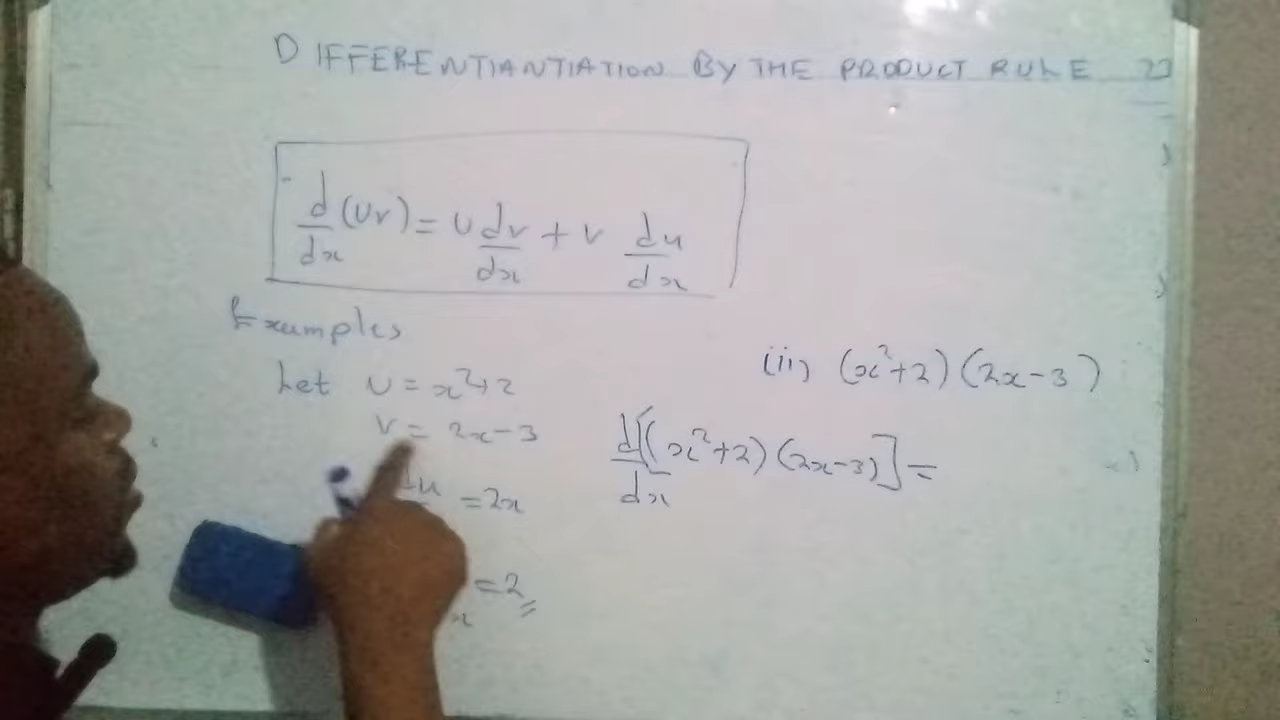 DIFFERENTIANTIATION BY THE PRODUCT RULE
d/dx (uv) = u dv/dx + v du/dx
Examples
Let u = x²+2
v = 2x-3
du = 2x
x = 2
(ii) (x²+2)(2x-3)
d/dx [(x²+2)(2x-3)] =